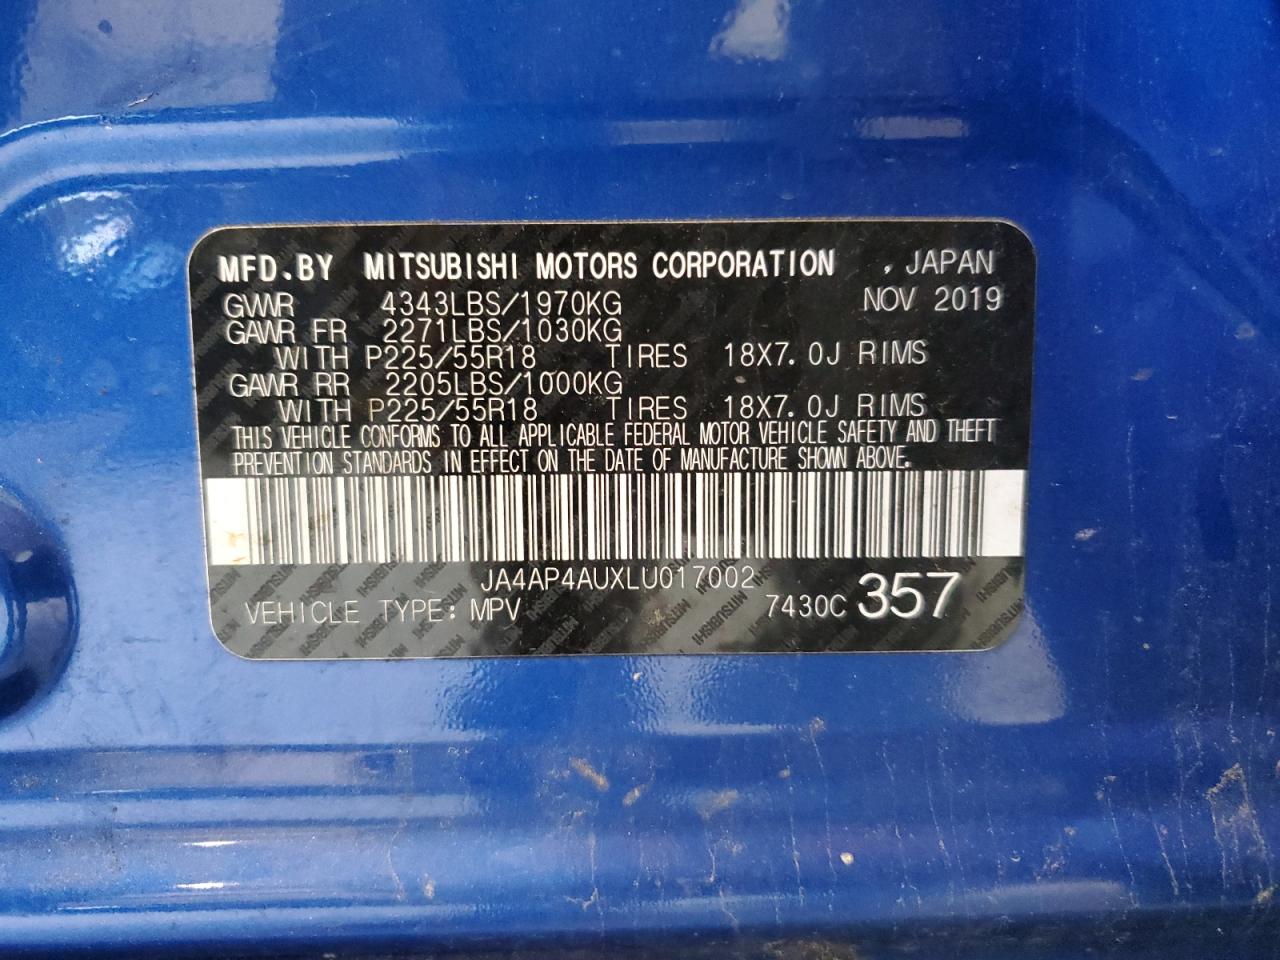 MFD.BY MITSUBISHI MOTORS CORPORATION , JAPAN
GVWR 4343LBS/1970KG NOV 2019
GAWR FR 2271LBS/1030KG
WITH P225/55R18 TIRES 18X7.0J RIMS
GAWR RR 2205LBS/1000KG
WITH P225/55R18 TIRES 18X7.0J RIMS
THIS VEHICLE CONFORMS TO ALL APPLICABLE FEDERAL MOTOR VEHICLE SAFETY AND THEFT
PREVENTION STANDARDS IN EFFECT ON THE DATE OF MANUFACTURE SHOWN ABOVE.
JA4AP4AUXLU017002
VEHICLE TYPE: MPV 7430C 357